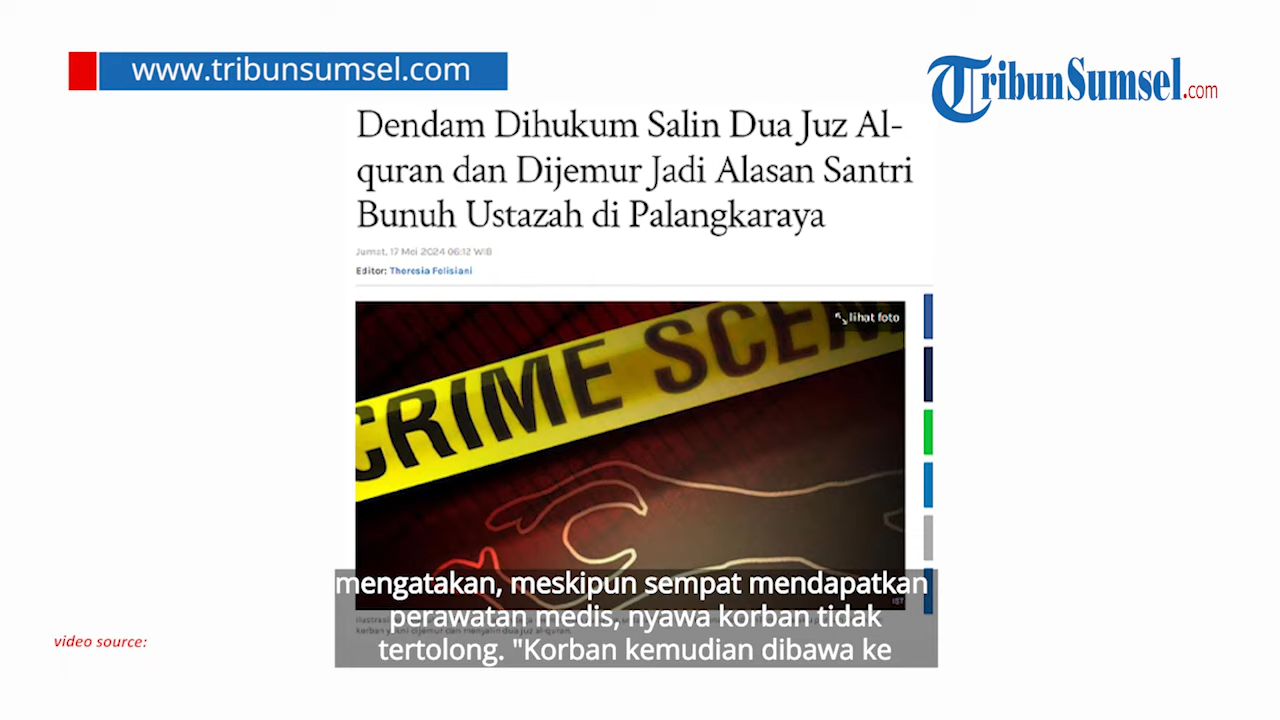 www.tribunsumsel.com
TribunSumsel.com
Dendam Dihukum Salin Dua Juz Al-
quran dan Dijemur Jadi Alasan Santri
Bunuh Ustazah di Palangkaraya
Jumat, 17 Mei 2024 06:12 WIB
Editor: Theresia Felisiani
lihat foto
CRIME SCEN
mengatakan, meskipun sempat mendapatkan
perawatan medis, nyawa korban tidak
tertolong. "Korban kemudian dibawa ke
video source: